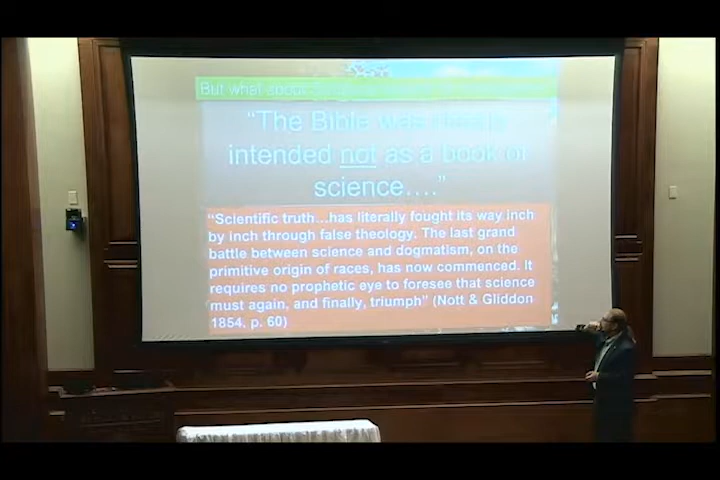 But what about
“The Bible was
intended not as a book of
science....”
“Scientific truth...has literally fought its way inch
by inch through false theology. The last grand
battle between science and dogmatism, on the
primitive origin of races, has now commenced. It
requires no prophetic eye to foresee that science
must again, and finally, triumph” (Nott & Gliddon
1854, p. 60)